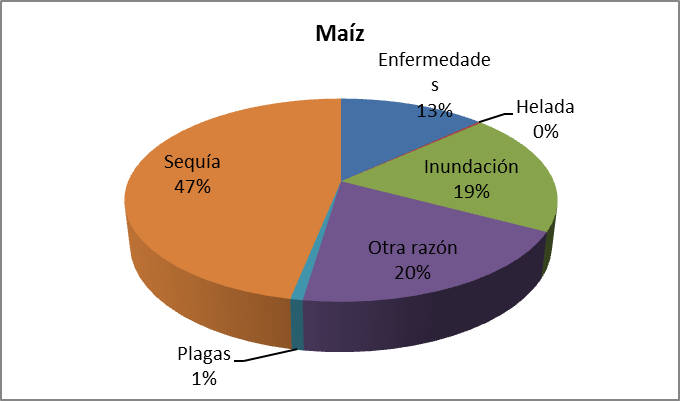 Maíz
Enfermedade
s
13%
Helada
0%
Inundación
19%
Otra razón
20%
Plagas
1%
Sequía
47%